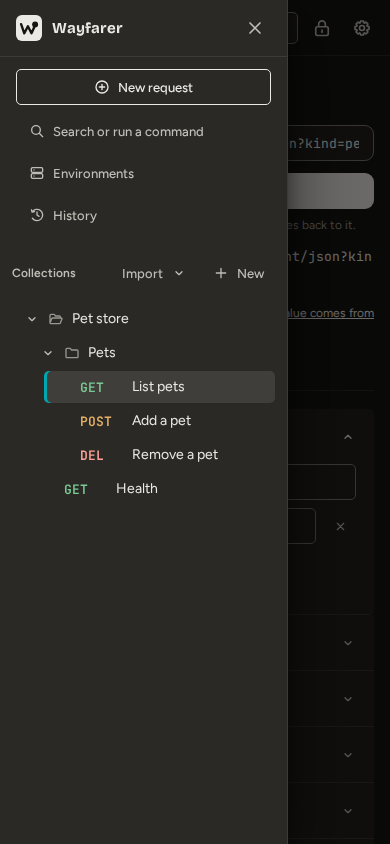 Wayfarer
New request
Search or run a command
Environments
History
Collections Import New
Pet store
Pets
GET List pets
POST Add a pet
DEL Remove a pet
GET Health
n?kind=pe
es back to it.
nt/json?kin
alue comes from